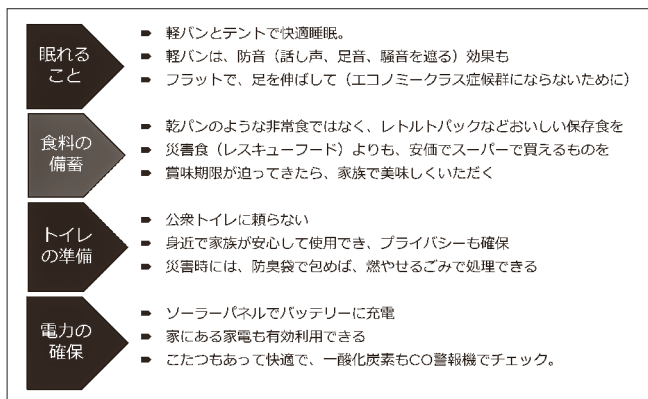 眠れる
こと
➡ 軽バンとテントで快適睡眠。
➡ 軽バンは、防音（話し声、足音、騒音を遮る）効果も
➡ フラットで、足を伸ばして（エコノミークラス症候群にならないために）
食料の
備蓄
➡ 乾パンのような非常食ではなく、レトルトパックなどおいしい保存食を
➡ 災害食（レスキューフード）よりも、安価でスーパーで買えるものを
➡ 賞味期限が迫ってきたら、家族で美味しくいただく
トイレ
の準備
➡ 公衆トイレに頼らない
➡ 身近で家族が安心して使用でき、プライバシーも確保
➡ 災害時には、防臭袋で包めば、燃やせるごみで処理できる
電力の
確保
➡ ソーラーパネルでバッテリーに充電
➡ 家にある家電も有効利用できる
➡ こたつもあって快適で、一酸化炭素もCO警報機でチェック。